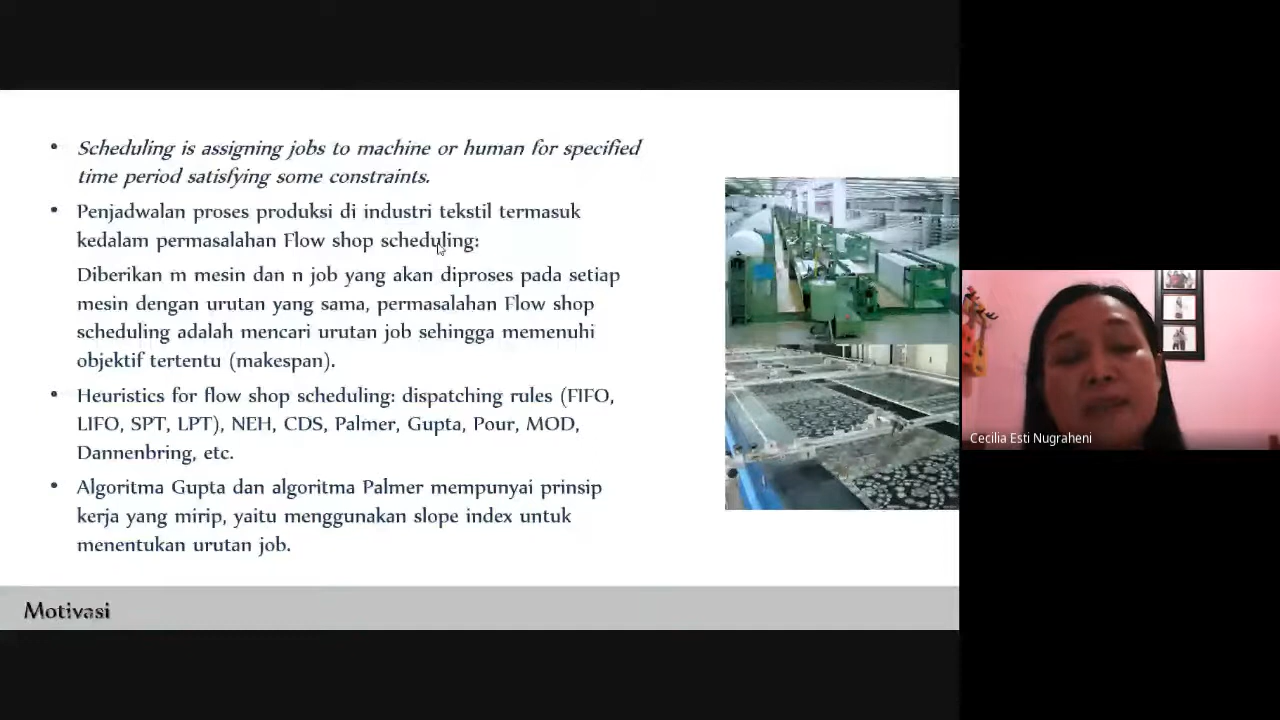 • Scheduling is assigning jobs to machine or human for specified
time period satisfying some constraints.
• Penjadwalan proses produksi di industri tekstil termasuk
kedalam permasalahan Flow shop scheduling:
Diberikan m mesin dan n job yang akan diproses pada setiap
mesin dengan urutan yang sama, permasalahan Flow shop
scheduling adalah mencari urutan job sehingga memenuhi
objektif tertentu (makespan).
• Heuristics for flow shop scheduling: dispatching rules (FIFO,
LIFO, SPT, LPT), NEH, CDS, Palmer, Gupta, Pour, MOD,
Dannenbring, etc.
• Algoritma Gupta dan algoritma Palmer mempunyai prinsip
kerja yang mirip, yaitu menggunakan slope index untuk
menentukan urutan job.
Motivasi
Cecilia Esti Nugraheni